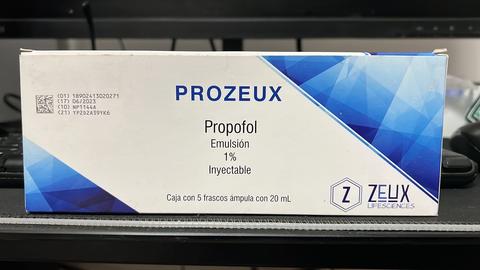 (01) 18902413020271
(17) 06/2023
(10) NP1144A
(21) YP2S2A39YK6
PROZEUX
Propofol
Emulsión
1%
Inyectable
Caja con 5 frascos ámpula con 20 mL
Z
ZEUX
LIFESCIENCES